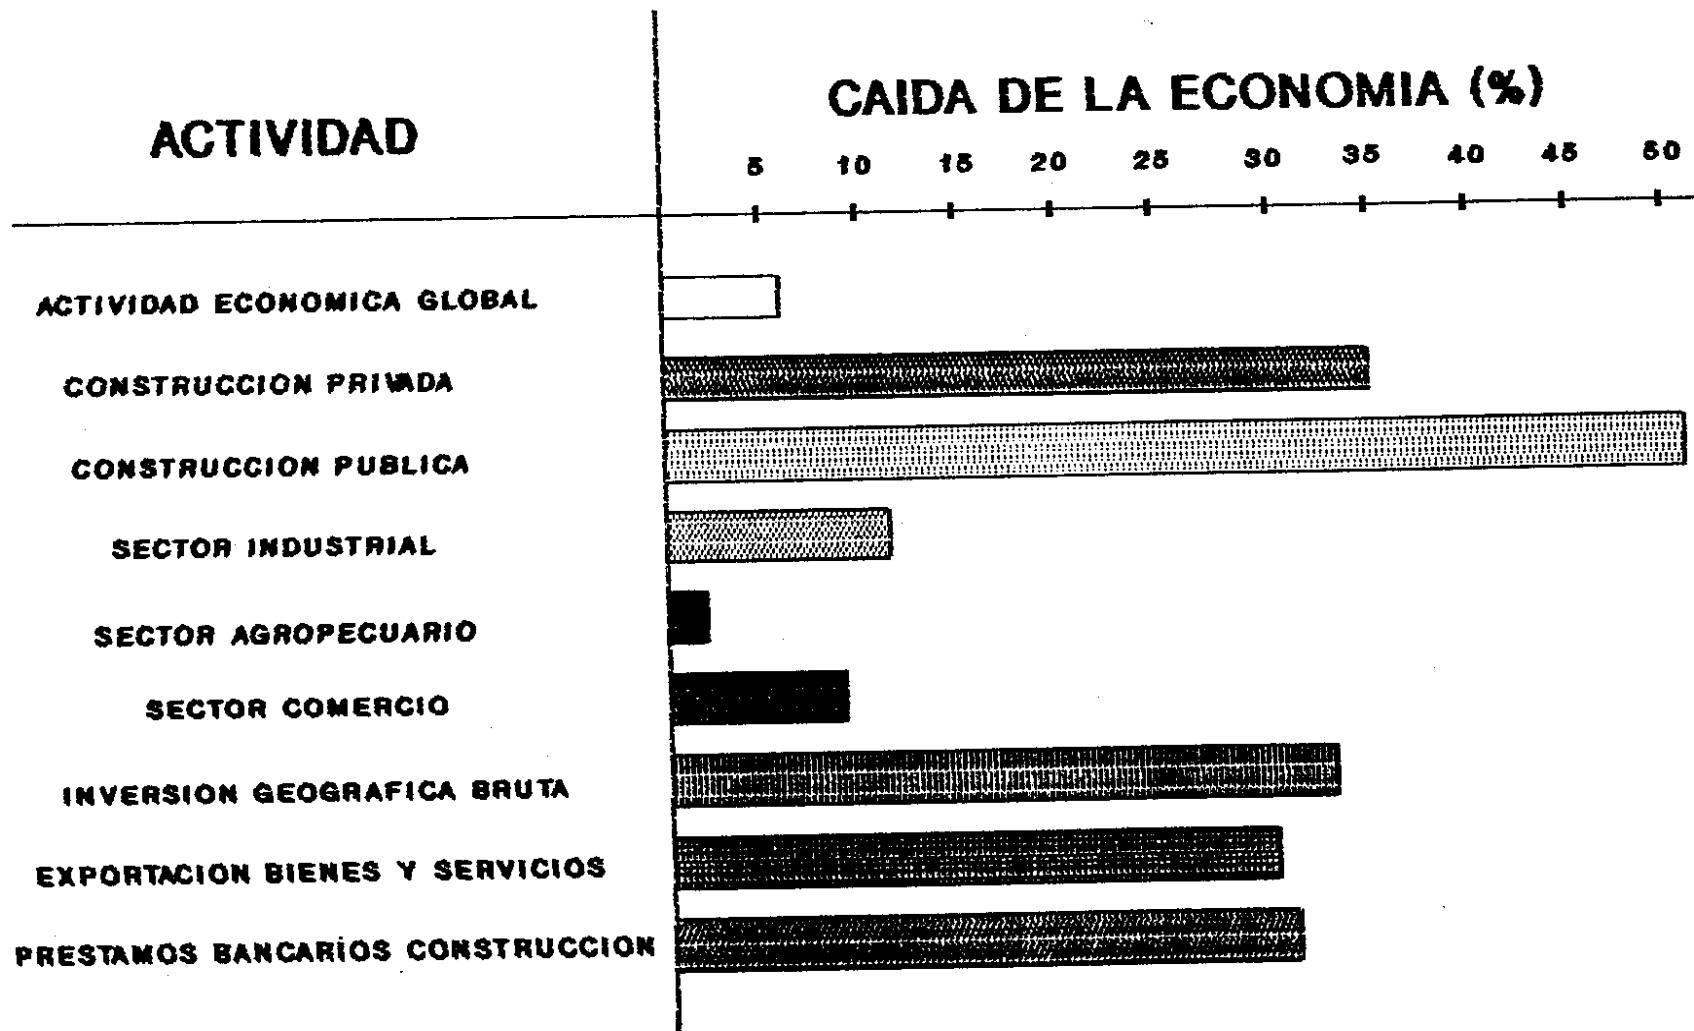 CAIDA DE LA ECONOMIA (%)
ACTIVIDAD
5 10 15 20 25 30 35 40 45 50
ACTIVIDAD ECONOMICA GLOBAL
CONSTRUCCION PRIVADA
CONSTRUCCION PUBLICA
SECTOR INDUSTRIAL
SECTOR AGROPECUARIO
SECTOR COMERCIO
INVERSION GEOGRAFICA BRUTA
EXPORTACION BIENES Y SERVICIOS
PRESTAMOS BANCARIOS CONSTRUCCION